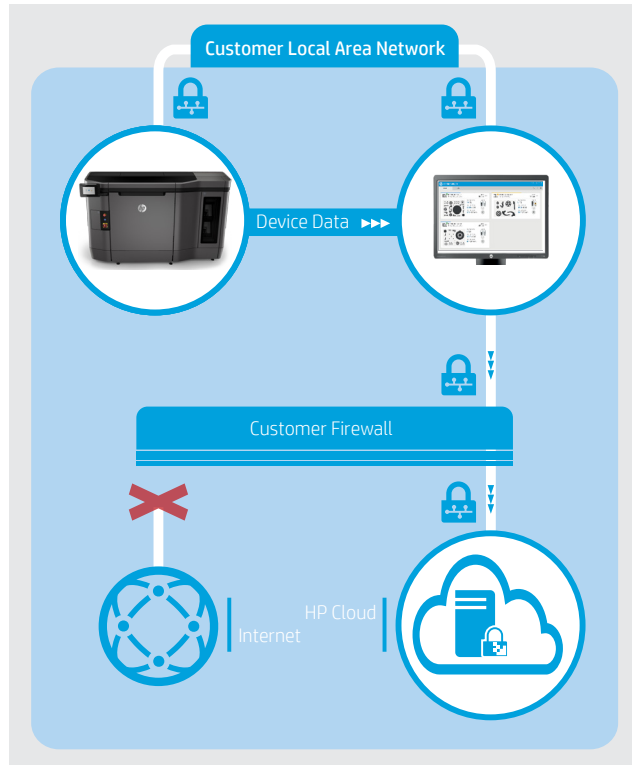 Customer Local Area Network
Device Data
Customer Firewall
HP Cloud
Internet